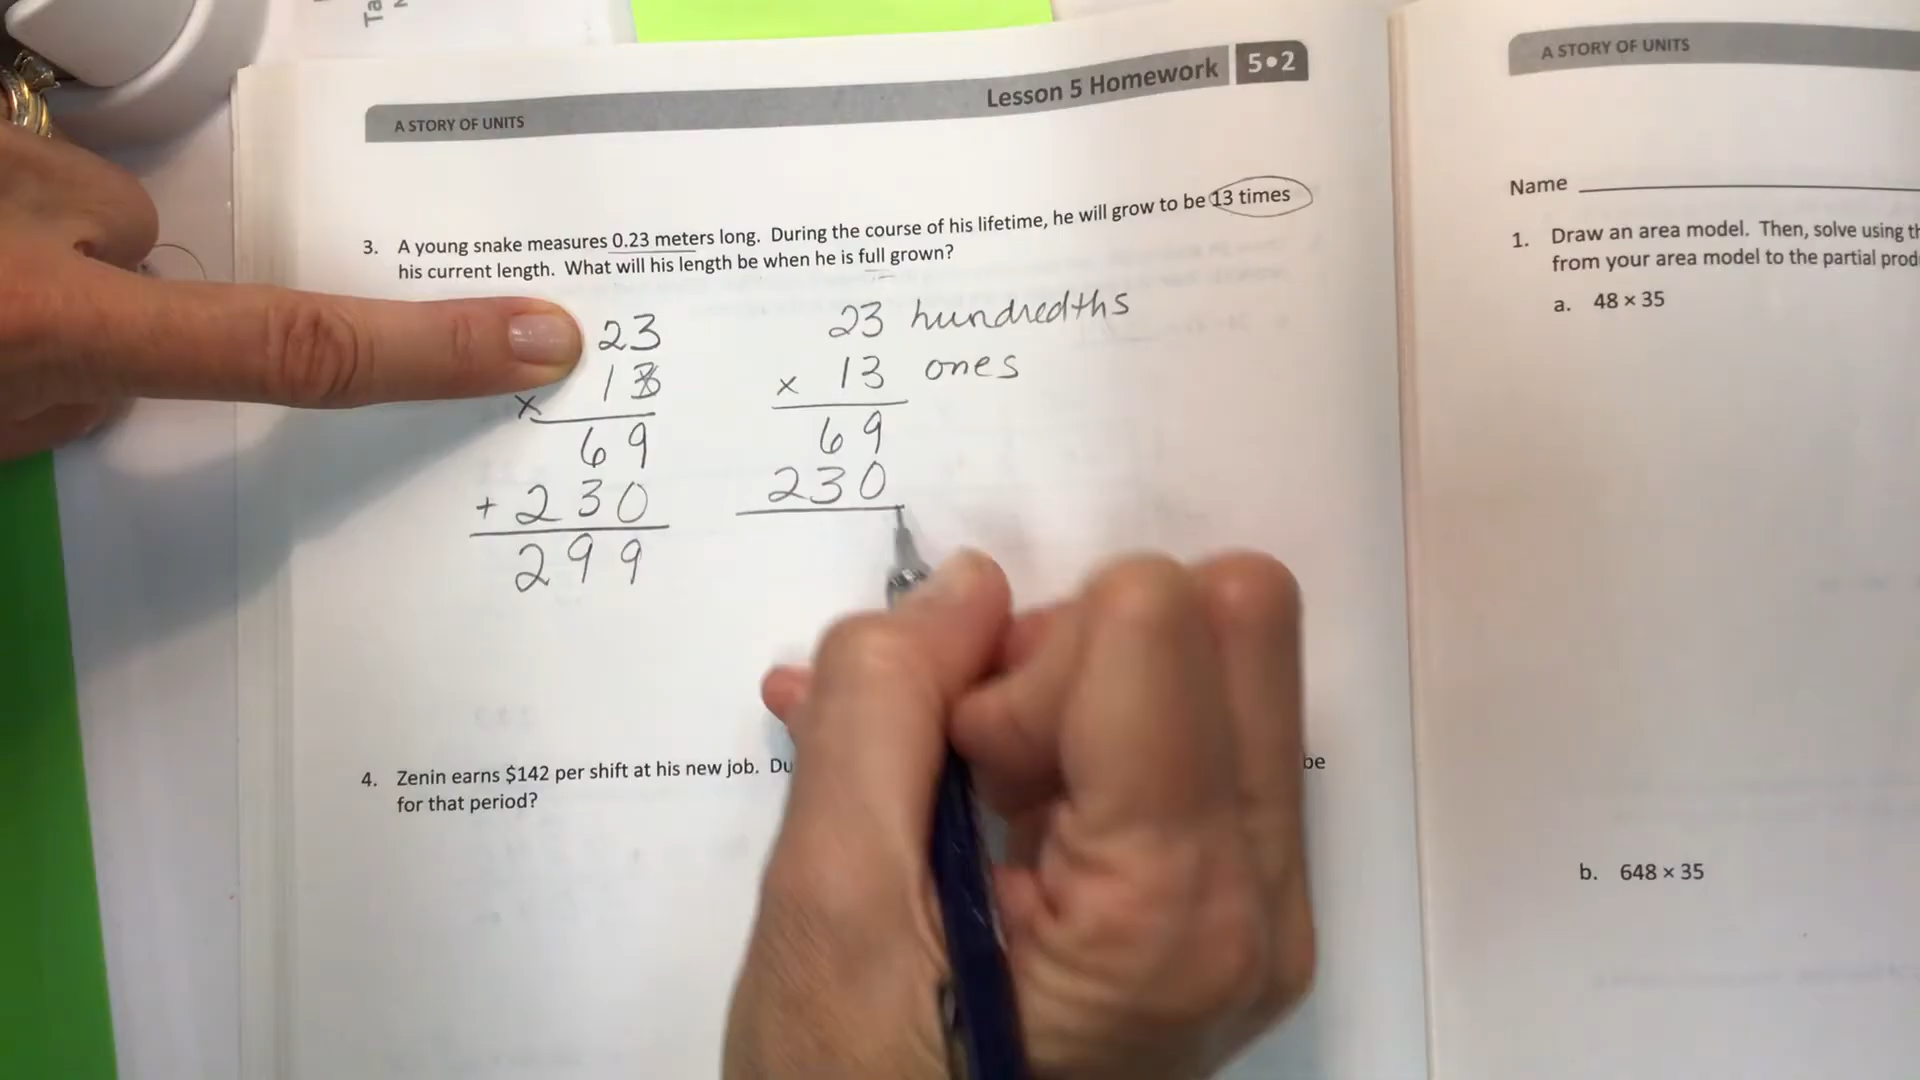 A STORY OF UNITS
Lesson 5 Homework 5•2
3. A young snake measures 0.23 meters long. During the course of his lifetime, he will grow to be 13 times
his current length. What will his length be when he is full grown?
23
13
×
69
+ 230
299
23 hundredths
× 13 ones
69
230
4. Zenin earns $142 per shift at his new job. Du
be
for that period?
A STORY OF UNITS
Name
1. Draw an area model. Then, solve using th
from your area model to the partial prod
a. 48 × 35
b. 648 × 35